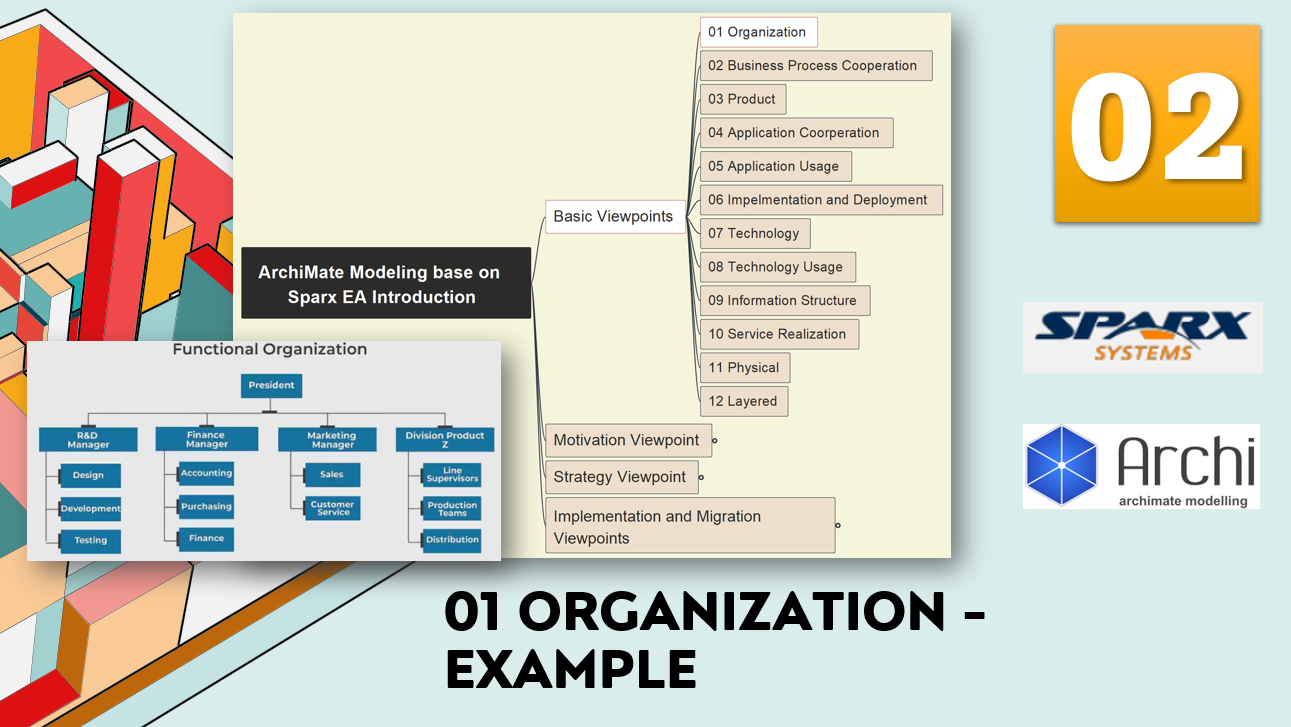 01 Organization
02 Business Process Cooperation
03 Product
04 Application Coorperation
05 Application Usage
Basic Viewpoints
06 Impelmentation and Deployment
07 Technology
08 Technology Usage
ArchiMate Modeling base on
Sparx EA Introduction
09 Information Structure
10 Service Realization
11 Physical
12 Layered
Motivation Viewpoint
Strategy Viewpoint
Implementation and Migration
Viewpoints
Functional Organization
President
R&D
Manager
Design
Development
Testing
Finance
Manager
Accounting
Purchasing
Finance
Marketing
Manager
Sales
Customer
Service
Division Product
Z
Line
Supervisors
Production
Teams
Distribution
02
SPARX
SYSTEMS
Archi
archimate modelling
01 ORGANIZATION -
EXAMPLE